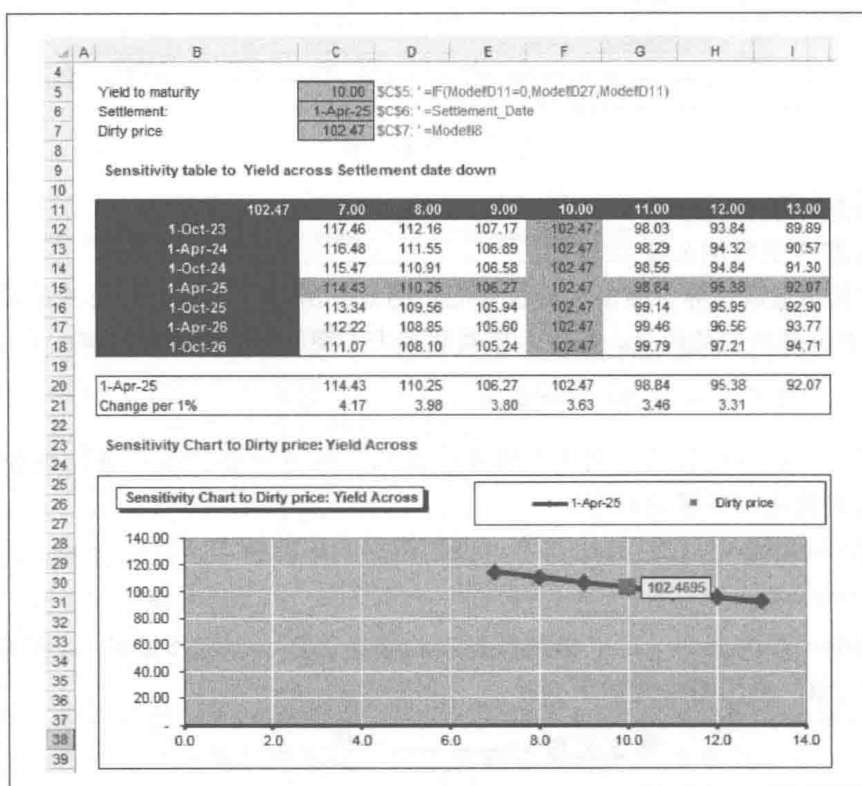 A B C D E F G H I
4
5 Yield to maturity 10.00 $C$5: ' =IF(Model!D11=0,Model!D27,Model!D11)
6 Settlement: 1-Apr-25 $C$6: ' =Settlement_Date
7 Dirty price 102.47 $C$7: ' =Model!I8
8
9 Sensitivity table to Yield across Settlement date down
10
11 102.47 7.00 8.00 9.00 10.00 11.00 12.00 13.00
12 1-Oct-23 117.46 112.16 107.17 102.47 98.03 93.84 89.89
13 1-Apr-24 116.48 111.55 106.89 102.47 98.29 94.32 90.57
14 1-Oct-24 115.47 110.91 106.58 102.47 98.56 94.84 91.30
15 1-Apr-25 114.43 110.25 106.27 102.47 98.84 95.38 92.07
16 1-Oct-25 113.34 109.56 105.94 102.47 99.14 95.95 92.90
17 1-Apr-26 112.22 108.85 105.60 102.47 99.46 96.56 93.77
18 1-Oct-26 111.07 108.10 105.24 102.47 99.79 97.21 94.71
19
20 1-Apr-25 114.43 110.25 106.27 102.47 98.84 95.38 92.07
21 Change per 1% 4.17 3.98 3.80 3.63 3.46 3.31
22
23 Sensitivity Chart to Dirty price: Yield Across
24
25
26 Sensitivity Chart to Dirty price: Yield Across 1-Apr-25 Dirty price
27
28 140.00
29 120.00
30 100.00 102.4695
31
32 80.00
33 60.00
34
35 40.00
36 20.00
37 -
38 0.0 2.0 4.0 6.0 8.0 10.0 12.0 14.0
39